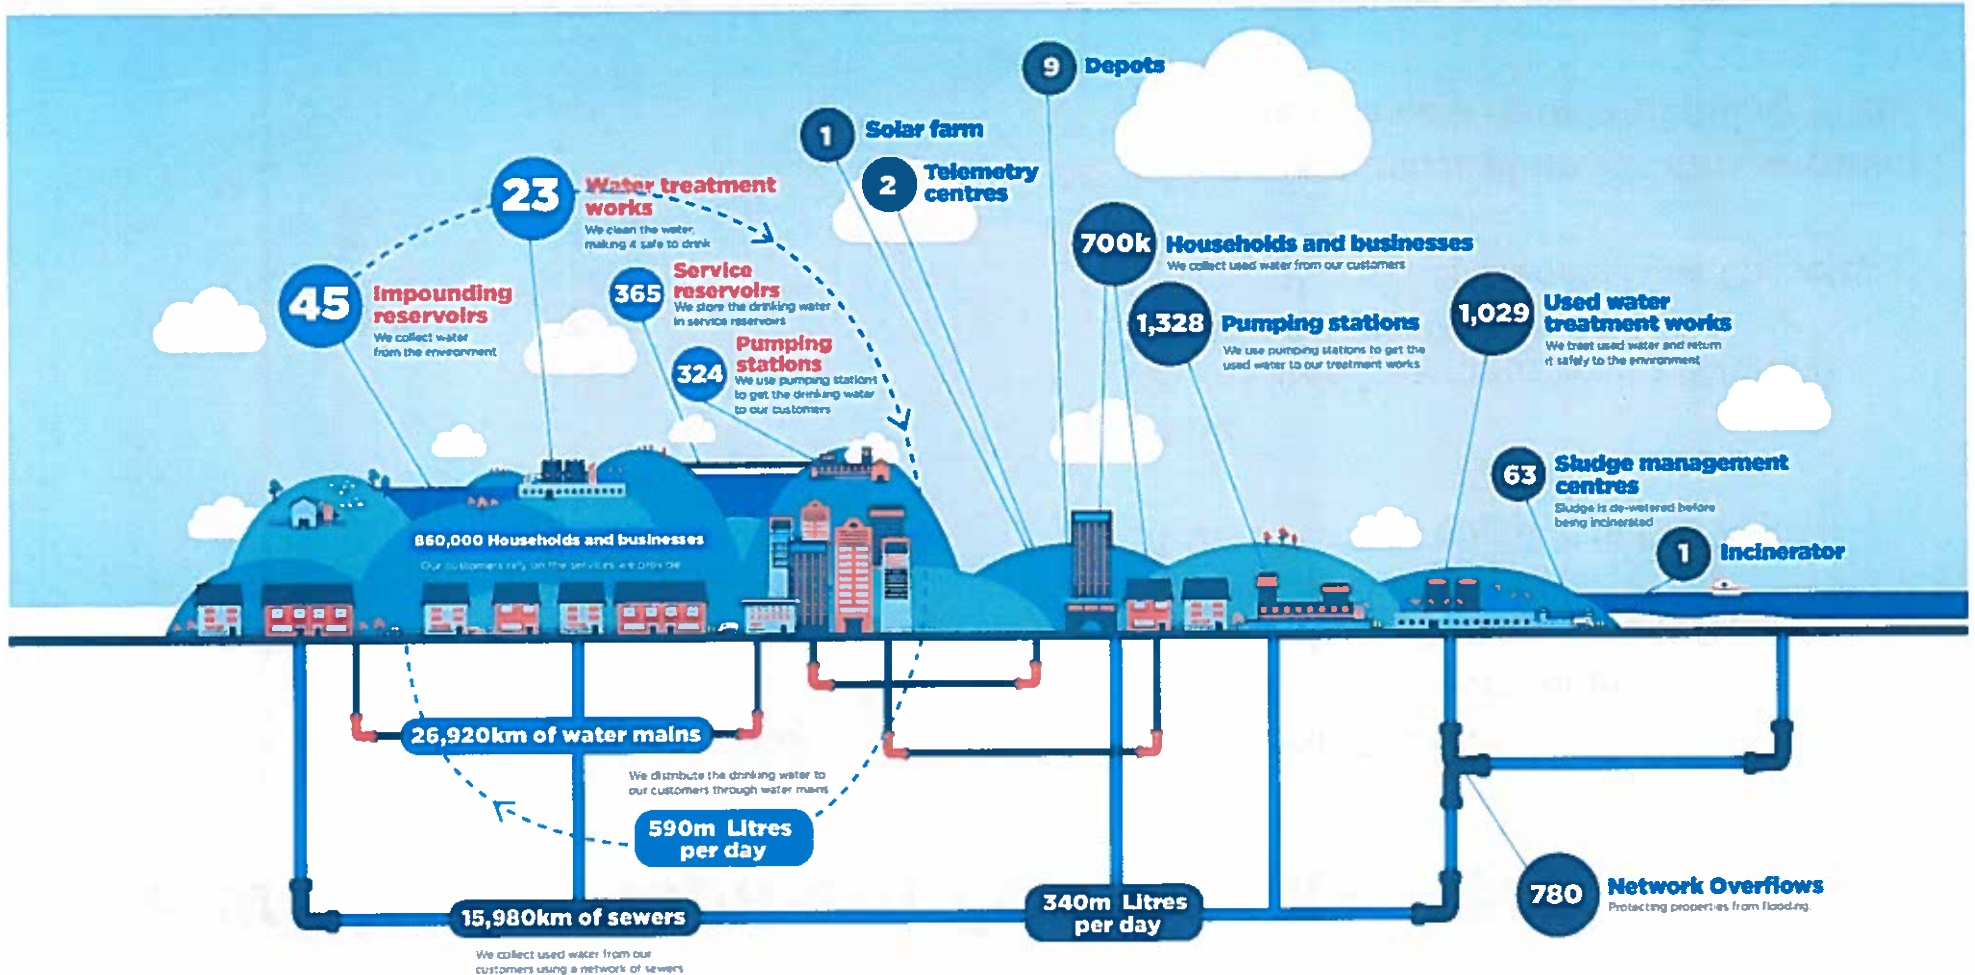 9
Depots
1
Solar farm
2
Telemetry
centres
23
Water treatment
works
We clean the water,
making it safe to drink
45
Impounding
reservoirs
We collect water
from the environment
365
Service
reservoirs
We store the drinking water
in service reservoirs
324
Pumping
stations
We use pumping stations
to get the drinking water
to our customers
700k
Households and businesses
We collect used water from our customers
1,328
Pumping stations
We use pumping stations to get the
used water to our treatment works
1,029
Used water
treatment works
We treat used water and return
it safely to the environment
63
Sludge management
centres
Sludge is de-watered before
being incinerated
1
Incinerator
860,000 Households and businesses
Our customers rely on the services we provide
26,920km of water mains
We distribute the drinking water to
our customers through water mains
590m Litres
per day
15,980km of sewers
We collect used water from our
customers using a network of sewers
340m Litres
per day
780
Network Overflows
Protecting properties from flooding.